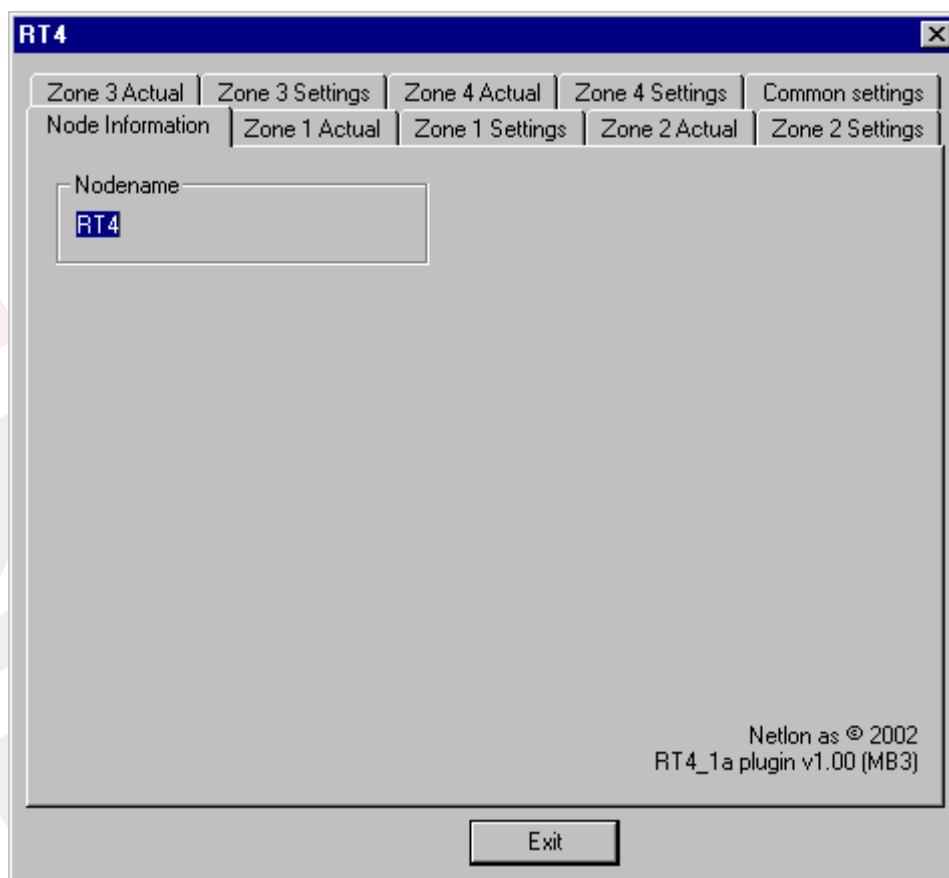 RT4
Zone 3 Actual Zone 3 Settings Zone 4 Actual Zone 4 Settings Common settings
Node Information Zone 1 Actual Zone 1 Settings Zone 2 Actual Zone 2 Settings
Nodename
RT4
Netlon as © 2002
RT4_1a plugin v1.00 (MB3)
Exit